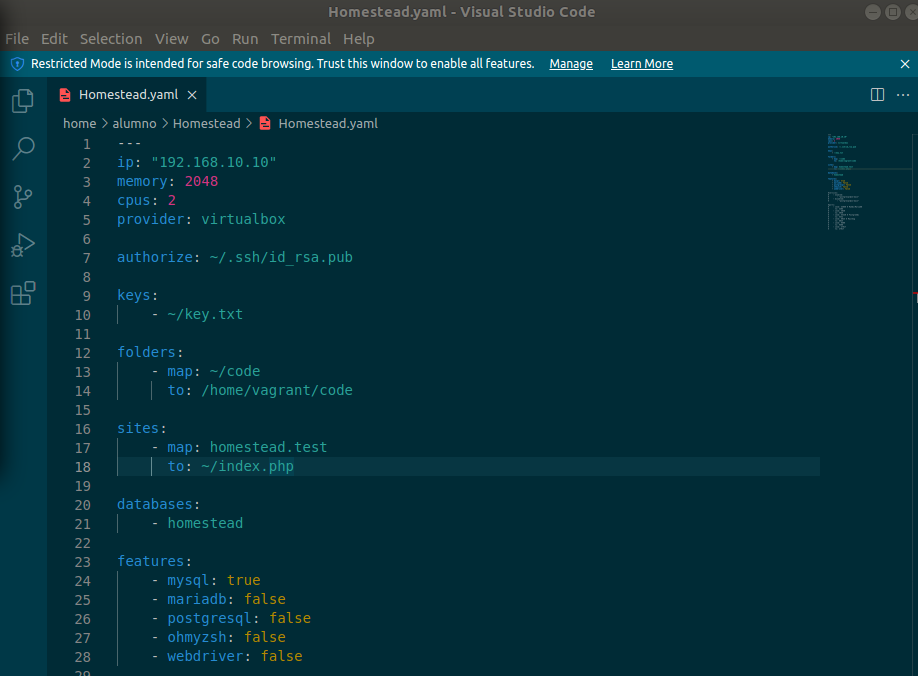 Homestead.yaml - Visual Studio Code
File Edit Selection View Go Run Terminal Help
Restricted Mode is intended for safe code browsing. Trust this window to enable all features. Manage Learn More
Homestead.yaml
home > alumno > Homestead > Homestead.yaml
1 ---
2 ip: "192.168.10.10"
3 memory: 2048
4 cpus: 2
5 provider: virtualbox
6
7 authorize: ~/.ssh/id_rsa.pub
8
9 keys:
10 - ~/key.txt
11
12 folders:
13 - map: ~/code
14 to: /home/vagrant/code
15
16 sites:
17 - map: homestead.test
18 to: ~/index.php
19
20 databases:
21 - homestead
22
23 features:
24 - mysql: true
25 - mariadb: false
26 - postgresql: false
27 - ohmyzsh: false
28 - webdriver: false
29